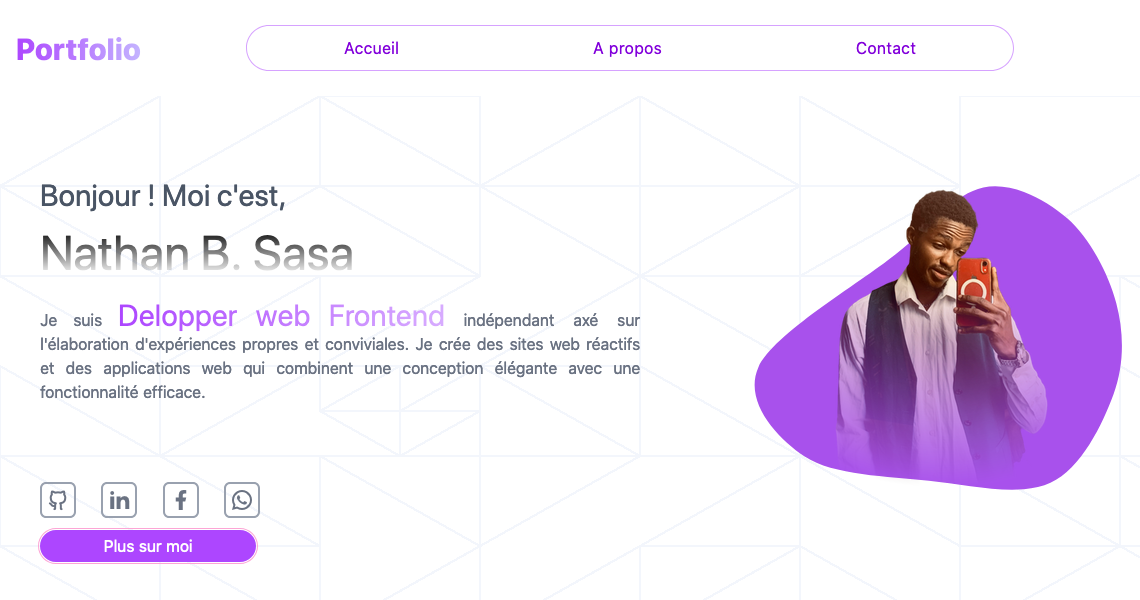 Portfolio
Accueil
A propos
Contact
Bonjour ! Moi c'est,
Nathan B. Sasa
Je suis Delopper web Frontend indépendant axé sur
l'élaboration d'expériences propres et conviviales. Je crée des sites web réactifs
et des applications web qui combinent une conception élégante avec une
fonctionnalité efficace.
in
Plus sur moi